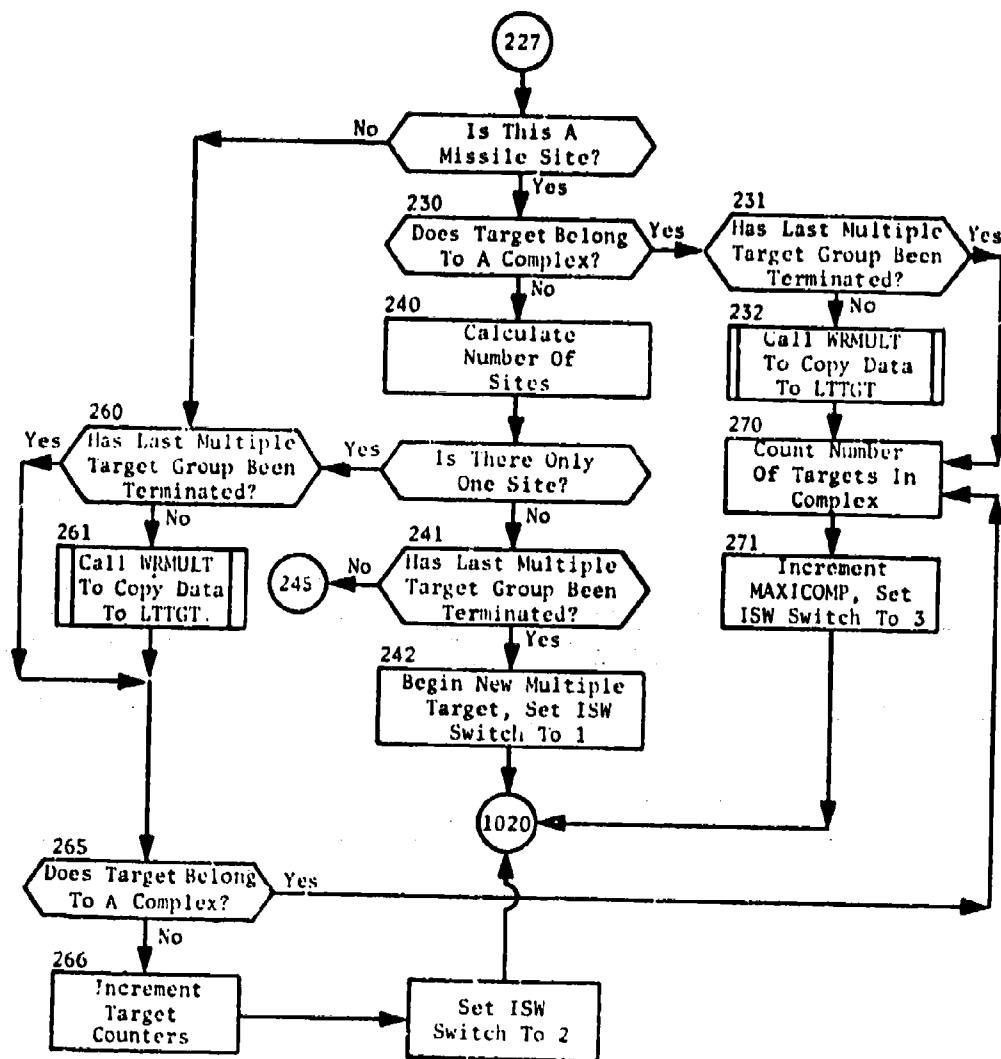 227
No
Is This A
Missile Site?
Yes
230
Does Target Belong
To A Complex?
Yes
No
231
Has Last Multiple
Target Group Been
Terminated?
Yes
No
240
Calculate
Number Of
Sites
232
Call WRMULT
To Copy Data
To LTTGT
260
Yes
Has Last Multiple
Target Group Been
Terminated?
No
Yes
Is There Only
One Site?
No
270
Count Number
Of Targets In
Complex
261
Call WRMULT
To Copy Data
To LTTGT.
245
No
241
Has Last Multiple
Target Group Been
Terminated?
Yes
271
Increment
MAXICOMP, Set
ISW Switch To 3
242
Begin New Multiple
Target, Set ISW
Switch To 1
1020
265
Does Target Belong
To A Complex?
Yes
No
266
Increment
Target
Counters
Set ISW
Switch To 2